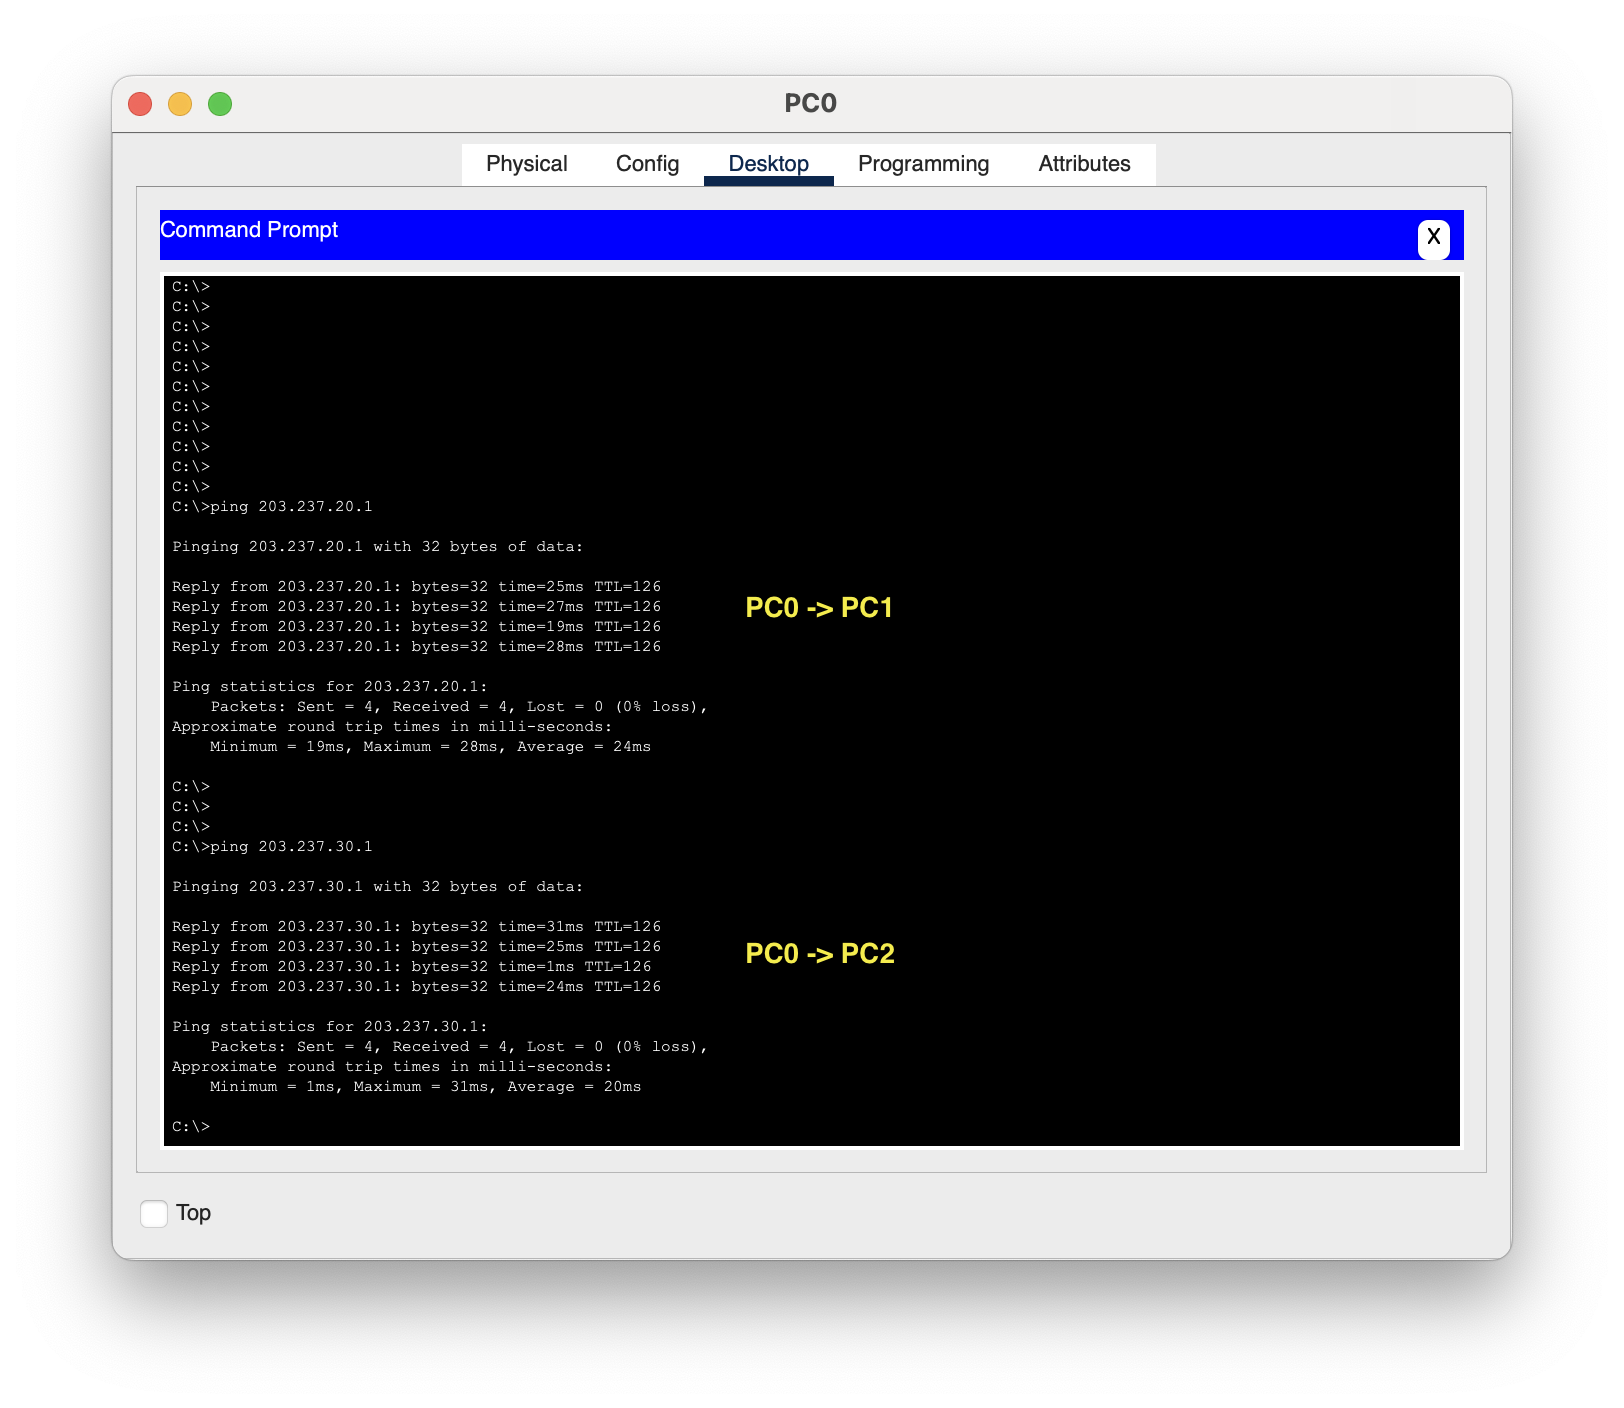 PC0
Physical Config Desktop Programming Attributes
Command Prompt X
C:\>
C:\>
C:\>
C:\>
C:\>
C:\>
C:\>
C:\>
C:\>
C:\>
C:\>
C:\>ping 203.237.20.1
Pinging 203.237.20.1 with 32 bytes of data:
Reply from 203.237.20.1: bytes=32 time=25ms TTL=126
Reply from 203.237.20.1: bytes=32 time=27ms TTL=126
Reply from 203.237.20.1: bytes=32 time=19ms TTL=126
Reply from 203.237.20.1: bytes=32 time=28ms TTL=126
PC0 -> PC1
Ping statistics for 203.237.20.1:
Packets: Sent = 4, Received = 4, Lost = 0 (0% loss),
Approximate round trip times in milli-seconds:
Minimum = 19ms, Maximum = 28ms, Average = 24ms
C:\>
C:\>
C:\>
C:\>ping 203.237.30.1
Pinging 203.237.30.1 with 32 bytes of data:
Reply from 203.237.30.1: bytes=32 time=31ms TTL=126
Reply from 203.237.30.1: bytes=32 time=25ms TTL=126
Reply from 203.237.30.1: bytes=32 time=1ms TTL=126
Reply from 203.237.30.1: bytes=32 time=24ms TTL=126
PC0 -> PC2
Ping statistics for 203.237.30.1:
Packets: Sent = 4, Received = 4, Lost = 0 (0% loss),
Approximate round trip times in milli-seconds:
Minimum = 1ms, Maximum = 31ms, Average = 20ms
C:\>
Top